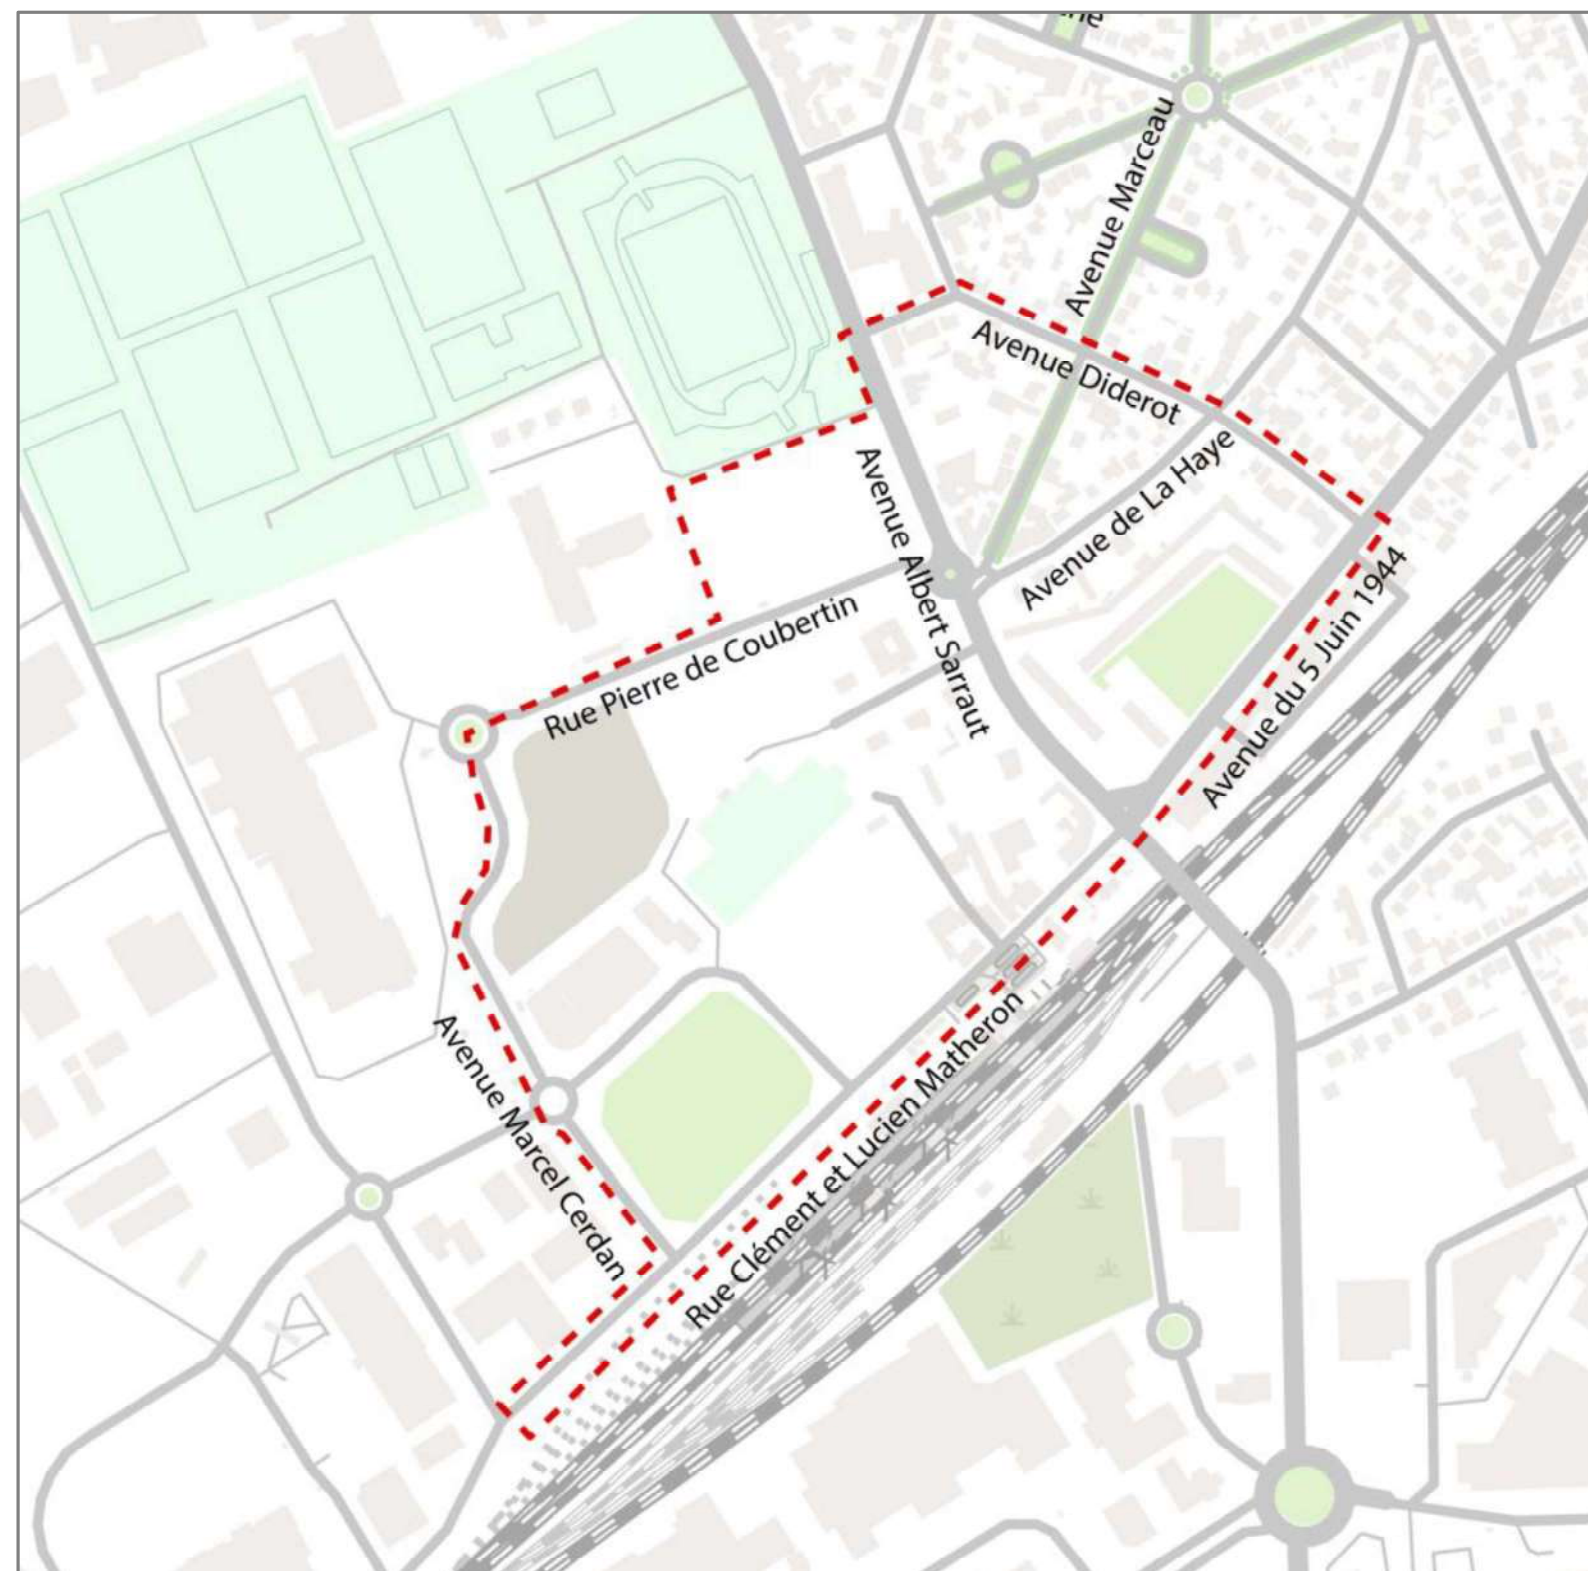 Avenue Marceau
Avenue Diderot
Avenue de La Haye
Avenue Albert Sarraut
Avenue du 5 Juin 1944
Rue Pierre de Coubertin
Rue Clément et Lucien Matheron
Avenue Marcel Cerdan